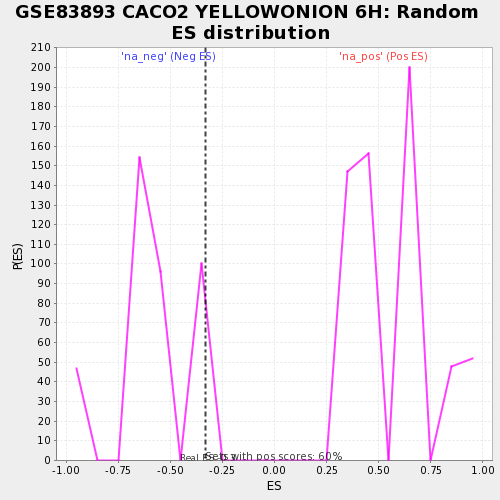 GSE83893 CACO2 YELLOWONION 6H: Random
ES distribution
'na_neg' (Neg ES)
'na_pos' (Pos ES)
210
200
190
180
170
160
150
140
130
120
110
100
90
80
70
60
50
40
30
20
10
0
P(ES)
Sets with pos scores: 60%
Real ES
-1.00 -0.75 -0.50 -0.25 0.00 0.25 0.50 0.75 1.00
ES